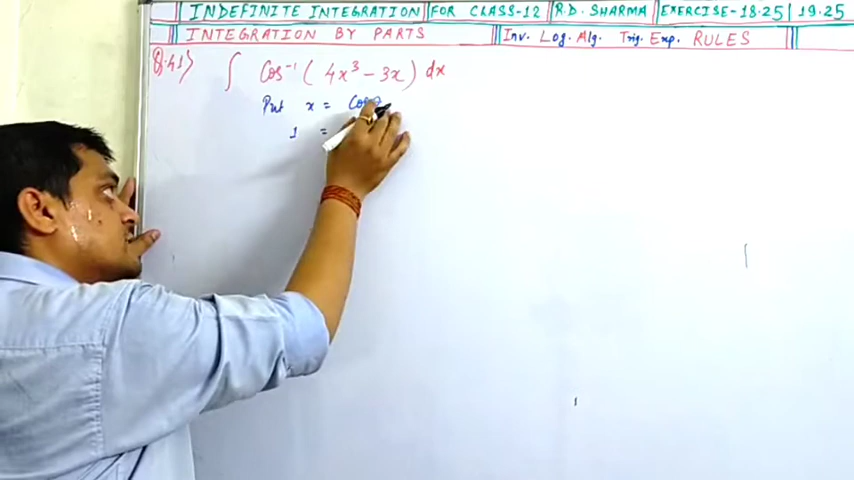 INDEFINITE INTEGRATION FOR CLASS-12 R.D. SHARMA EXERCISE-18.25 19.25
INTEGRATION BY PARTS Inv. Log. Alg. Trig. Exp. RULES
Q.41) ∫ Cos⁻¹ ( 4x³ - 3x ) dx
Put x = Cosθ
1 =